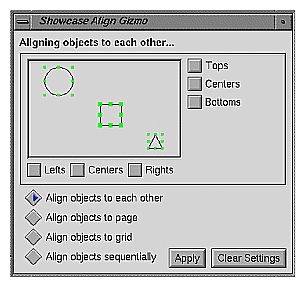 Showcase Align Gizmo
Aligning objects to each other...
Tops
Centers
Bottoms
Lefts Centers Rights
Align objects to each other
Align objects to page
Align objects to grid
Align objects sequentially Apply Clear Settings